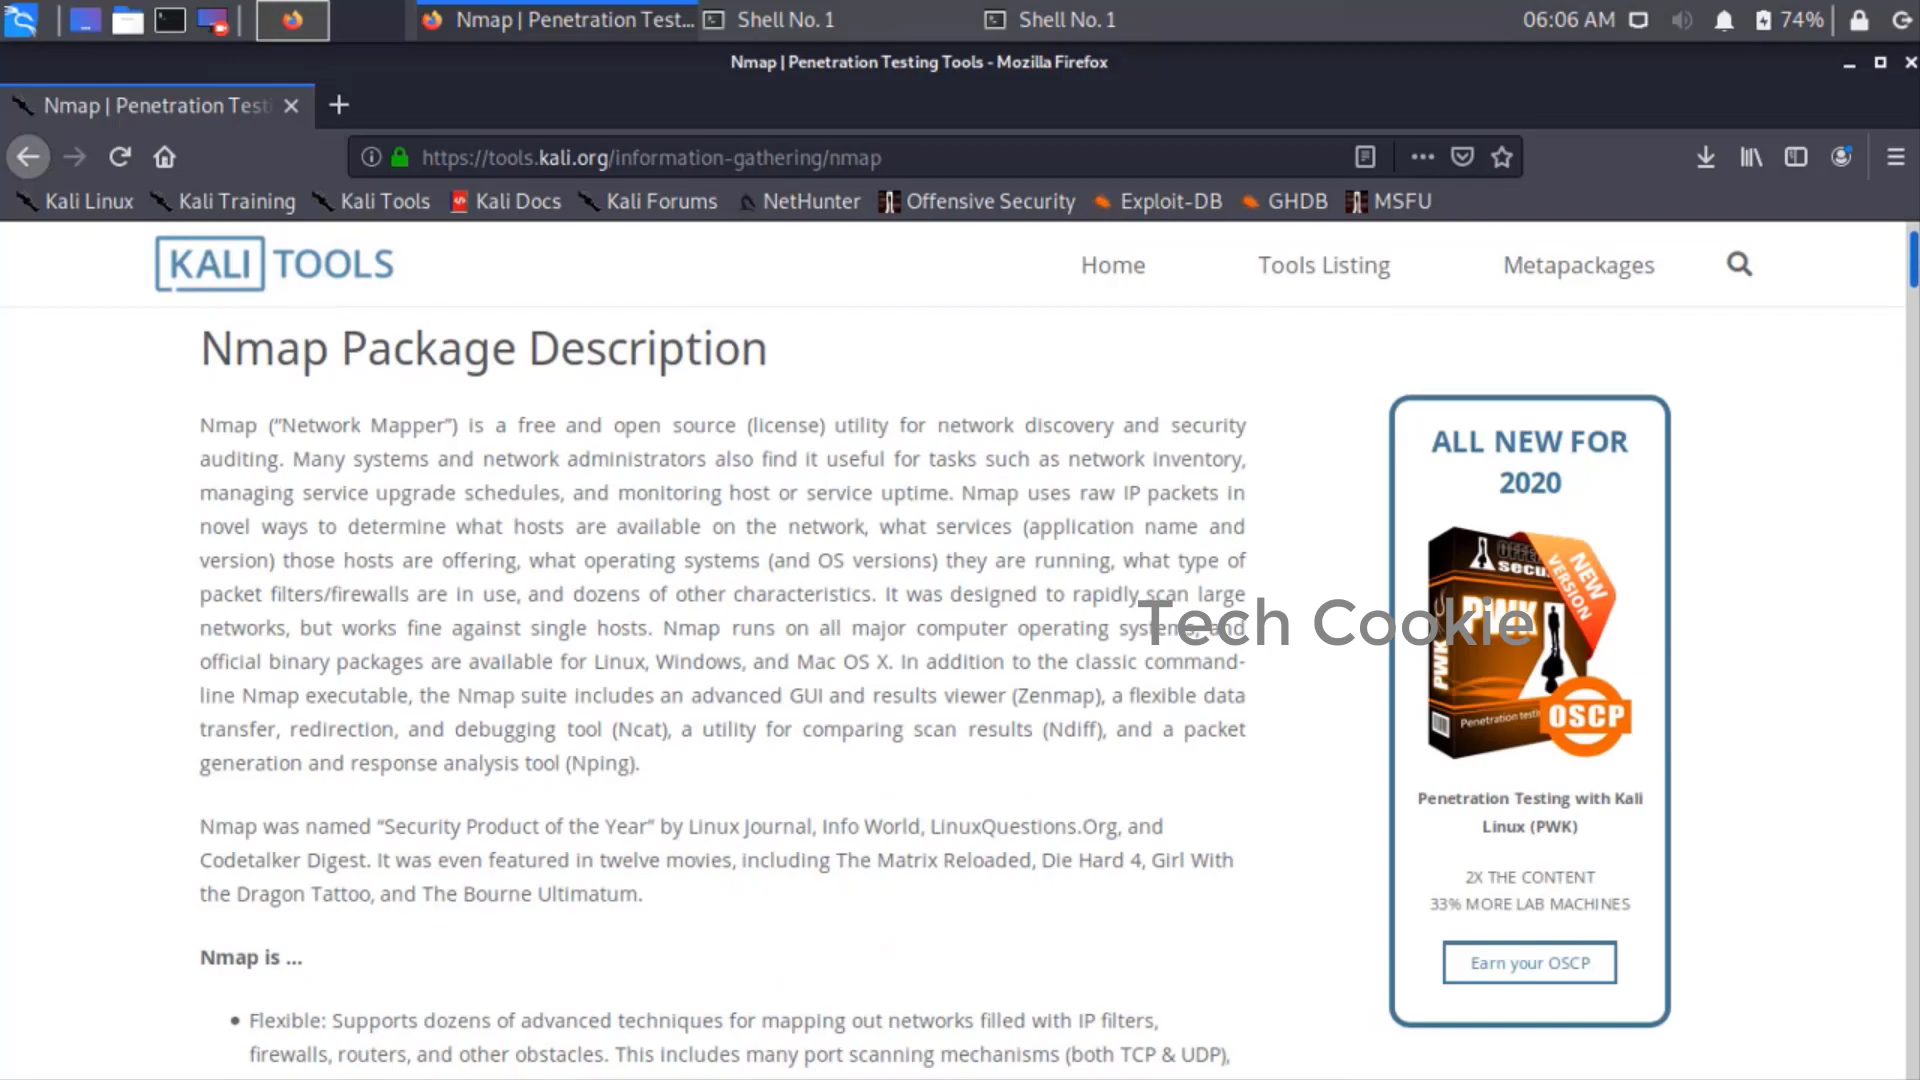 Nmap | Penetration Test...
Shell No. 1
Shell No. 1
06:06 AM
74%
Nmap | Penetration Testing Tools - Mozilla Firefox
Nmap | Penetration Testi
https://tools.kali.org/information-gathering/nmap
Kali Linux
Kali Training
Kali Tools
Kali Docs
Kali Forums
NetHunter
Offensive Security
Exploit-DB
GHDB
MSFU
KALI TOOLS
Home
Tools Listing
Metapackages
Nmap Package Description
Nmap (“Network Mapper”) is a free and open source (license) utility for network discovery and security
auditing. Many systems and network administrators also find it useful for tasks such as network inventory,
managing service upgrade schedules, and monitoring host or service uptime. Nmap uses raw IP packets in
novel ways to determine what hosts are available on the network, what services (application name and
version) those hosts are offering, what operating systems (and OS versions) they are running, what type of
packet filters/firewalls are in use, and dozens of other characteristics. It was designed to rapidly scan large
networks, but works fine against single hosts. Nmap runs on all major computer operating systems, and
official binary packages are available for Linux, Windows, and Mac OS X. In addition to the classic command-
line Nmap executable, the Nmap suite includes an advanced GUI and results viewer (Zenmap), a flexible data
transfer, redirection, and debugging tool (Ncat), a utility for comparing scan results (Ndiff), and a packet
generation and response analysis tool (Nping).
Nmap was named “Security Product of the Year” by Linux Journal, Info World, LinuxQuestions.Org, and
Codetalker Digest. It was even featured in twelve movies, including The Matrix Reloaded, Die Hard 4, Girl With
the Dragon Tattoo, and The Bourne Ultimatum.
Nmap is ...
Flexible: Supports dozens of advanced techniques for mapping out networks filled with IP filters,
firewalls, routers, and other obstacles. This includes many port scanning mechanisms (both TCP & UDP),
Tech Cookie
ALL NEW FOR
2020
NEW
VERSION
PWK
PWK
OSCP
Penetration Testing with Kali
Linux (PWK)
2X THE CONTENT
33% MORE LAB MACHINES
Earn your OSCP